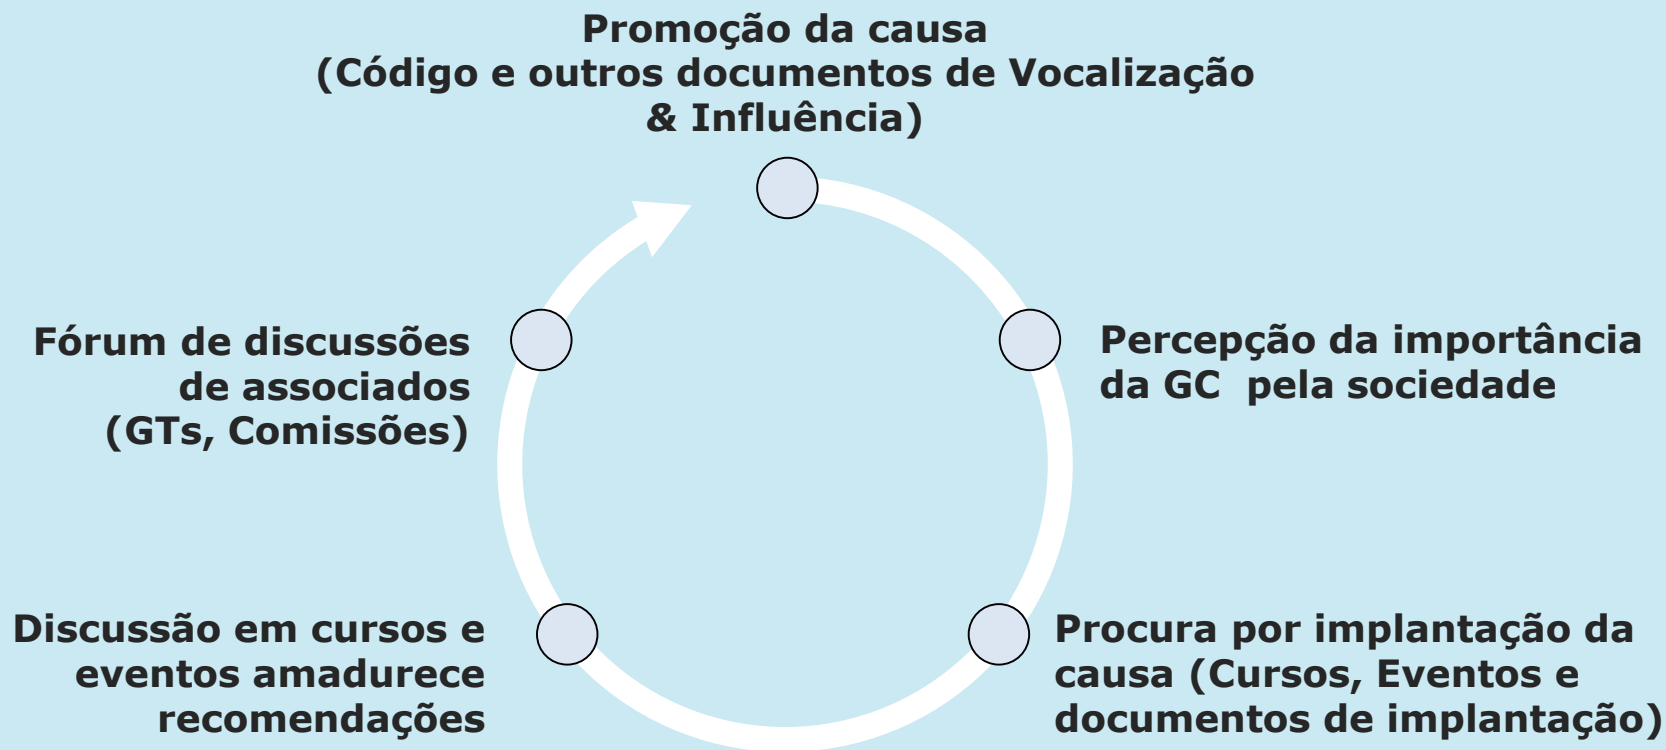 Promoção da causa
(Código e outros documentos de Vocalização
& Influência)
Percepção da importância
da GC  pela sociedade
Procura por implantação da
causa (Cursos, Eventos e
documentos de implantação)
Discussão em cursos e
eventos amadurece
recomendações
Fórum de discussões
de associados
(GTs, Comissões)